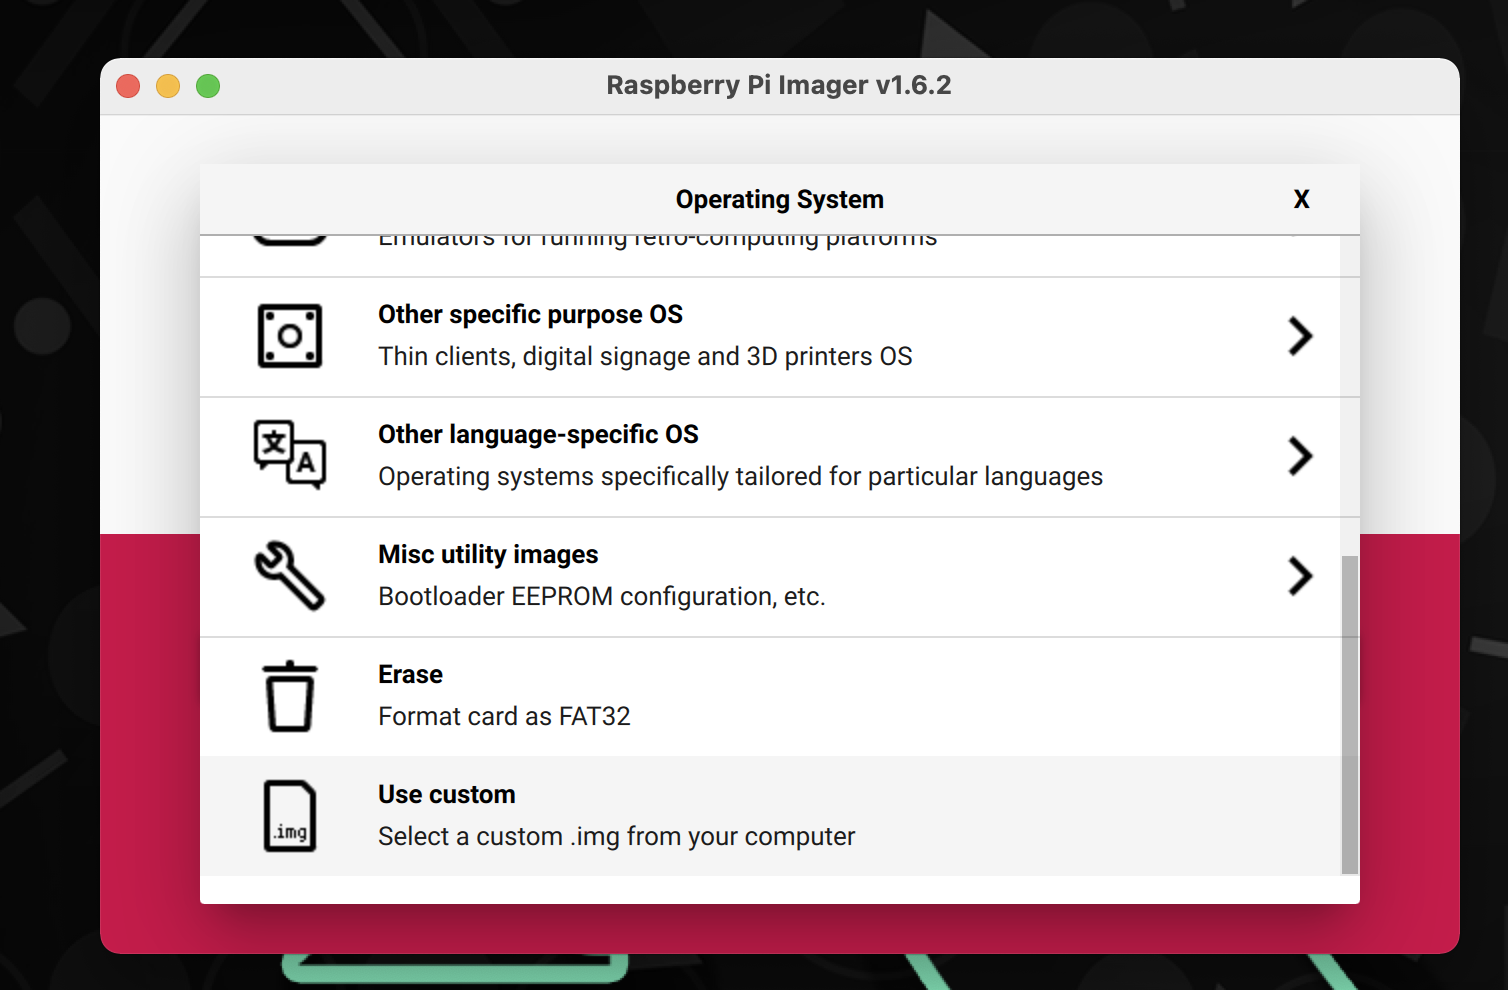 Raspberry Pi Imager v1.6.2
Operating System X
Emulators for running retro-computing platforms
Other specific purpose OS
Thin clients, digital signage and 3D printers OS
文 A
Other language-specific OS
Operating systems specifically tailored for particular languages
Misc utility images
Bootloader EEPROM configuration, etc.
Erase
Format card as FAT32
.img
Use custom
Select a custom .img from your computer